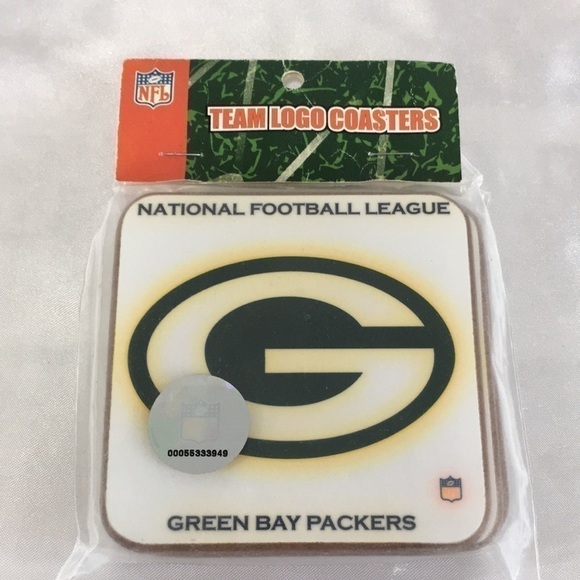 NFL
TEAM LOGO COASTERS
NATIONAL FOOTBALL LEAGUE
G
00055333949
GREEN BAY PACKERS